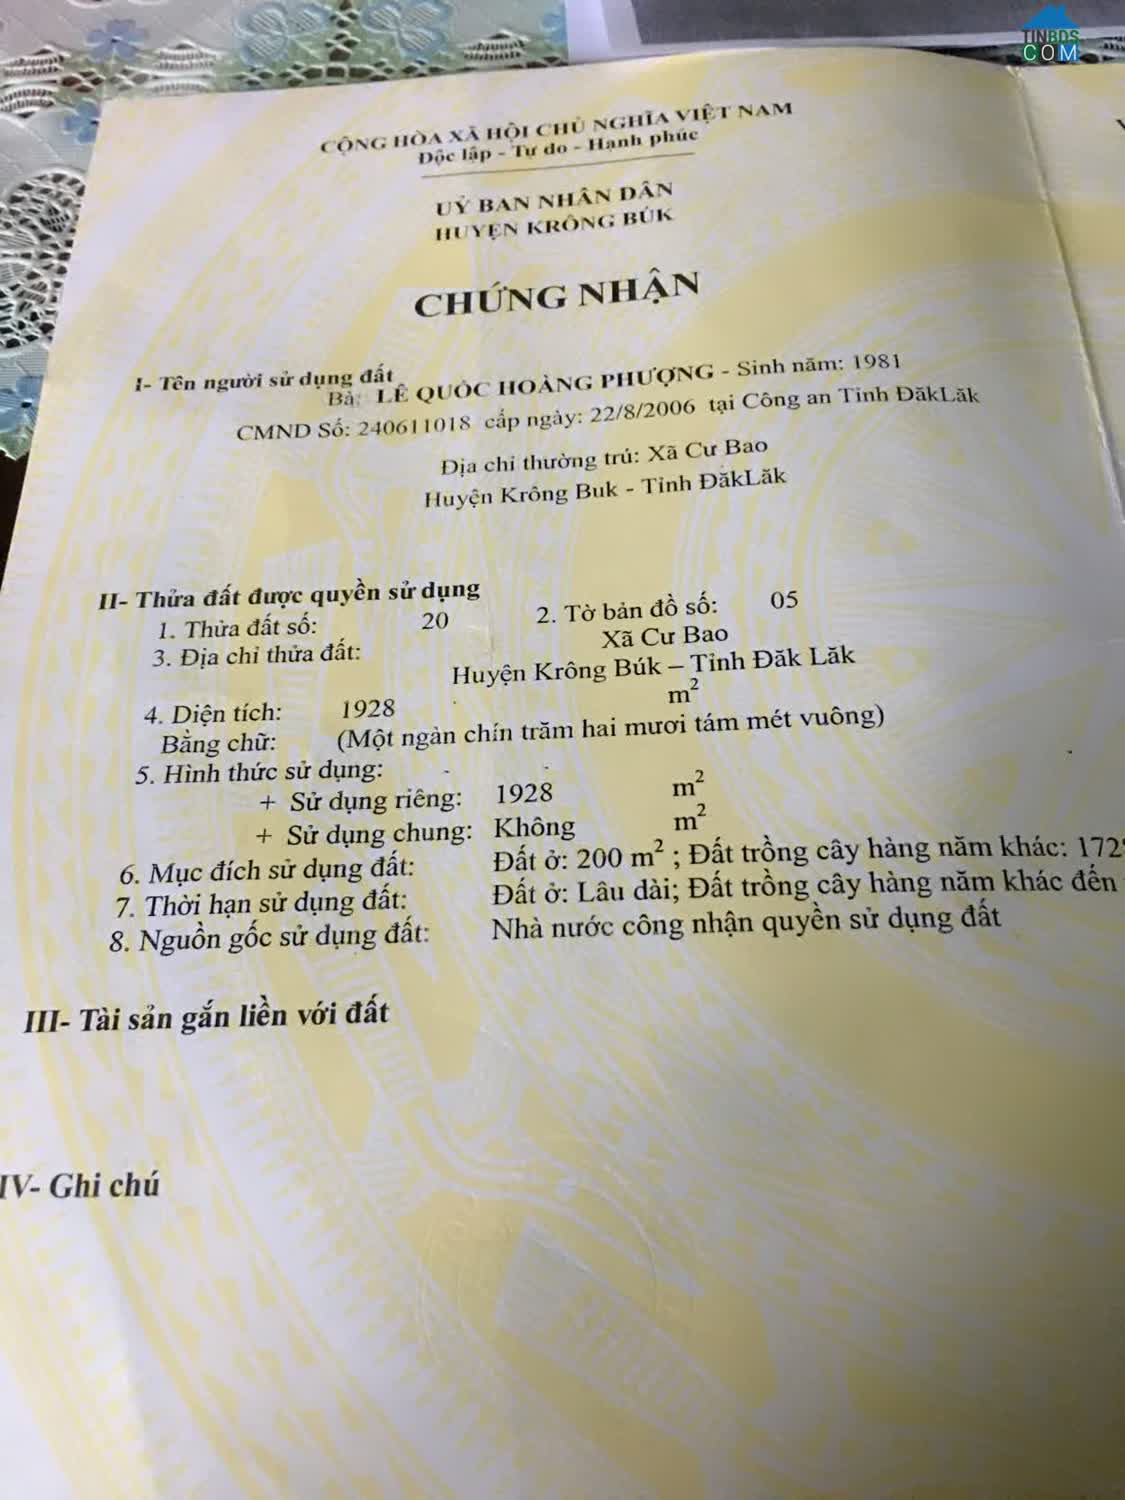 TINBDS
COM
CỘNG HÒA XÃ HỘI CHỦ NGHĨA VIỆT NAM
Độc lập - Tự do - Hạnh phúc
UỶ BAN NHÂN DÂN
HUYỆN KRÔNG BÚK
CHỨNG NHẬN
I- Tên người sử dụng đất
Bà: LÊ QUỐC HOÀNG PHƯỢNG - Sinh năm: 1981
CMND Số: 240611018 cấp ngày: 22/8/2006 tại Công an Tỉnh ĐăkLăk
Địa chỉ thường trú: Xã Cư Bao
Huyện Krông Buk - Tỉnh ĐăkLăk
II- Thửa đất được quyền sử dụng
1. Thửa đất số: 20 2. Tờ bản đồ số: 05
3. Địa chỉ thửa đất: Xã Cư Bao
Huyện Krông Búk – Tỉnh Đăk Lăk
4. Diện tích: 1928 m²
Bằng chữ: (Một ngàn chín trăm hai mươi tám mét vuông)
5. Hình thức sử dụng:
+ Sử dụng riêng: 1928 m²
+ Sử dụng chung: Không m²
6. Mục đích sử dụng đất: Đất ở: 200 m² ; Đất trồng cây hàng năm khác: 172
7. Thời hạn sử dụng đất: Đất ở: Lâu dài; Đất trồng cây hàng năm khác đến
8. Nguồn gốc sử dụng đất: Nhà nước công nhận quyền sử dụng đất
III- Tài sản gắn liền với đất
IV- Ghi chú